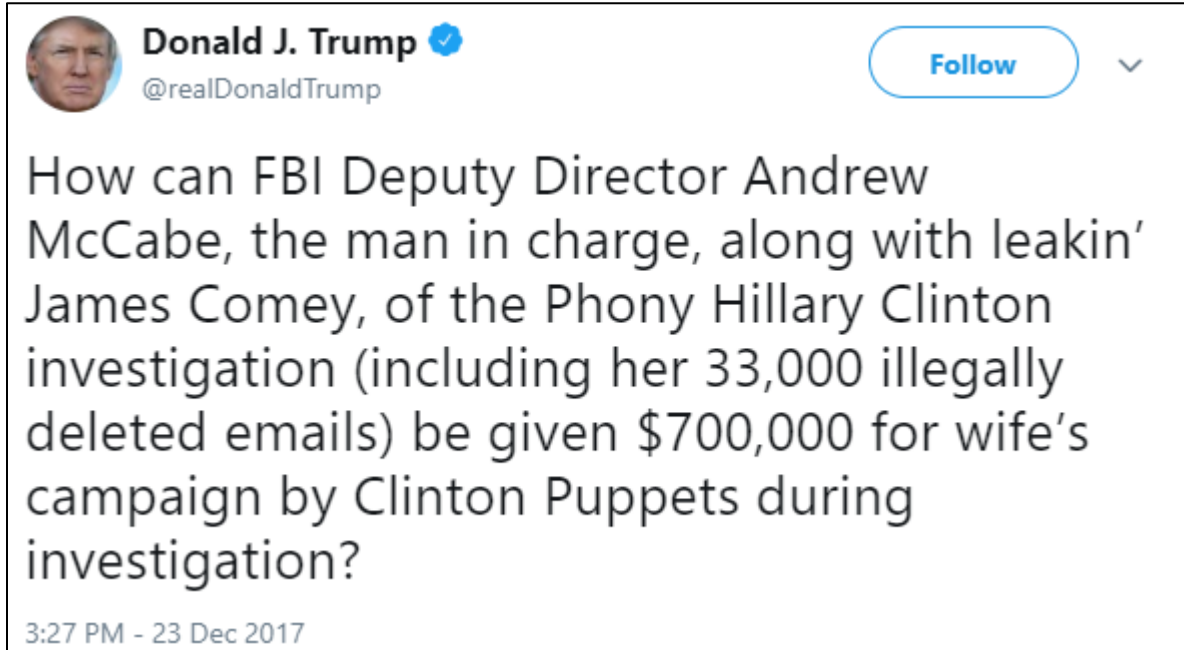 Donald J. Trump
@realDonaldTrump
Follow
How can FBI Deputy Director Andrew
McCabe, the man in charge, along with leakin’
James Comey, of the Phony Hillary Clinton
investigation (including her 33,000 illegally
deleted emails) be given $700,000 for wife’s
campaign by Clinton Puppets during
investigation?
3:27 PM - 23 Dec 2017